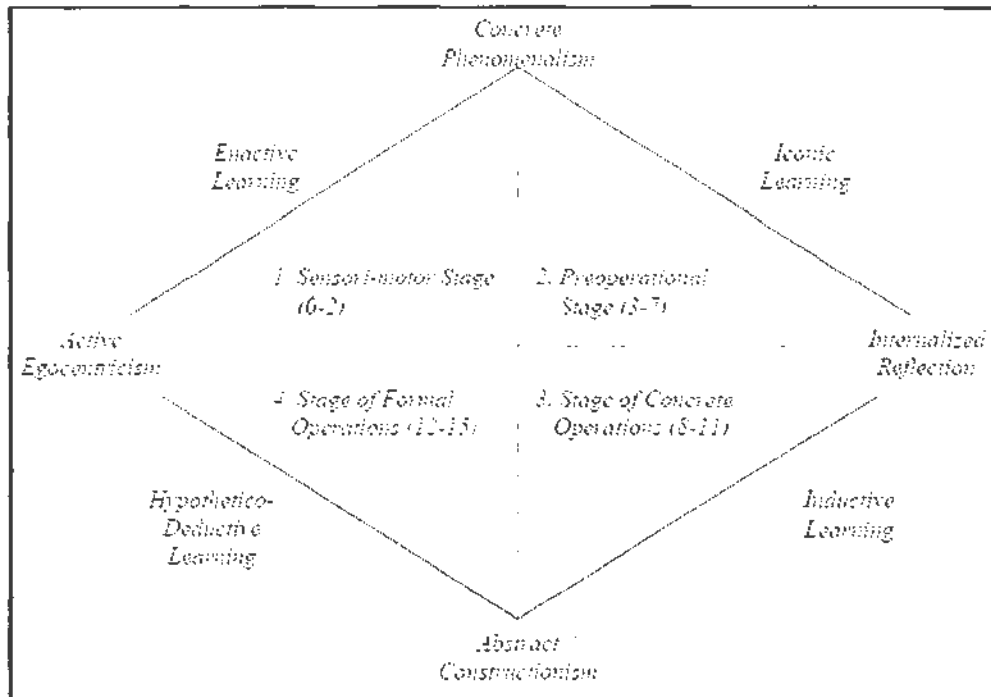 Concrete
Phenomonalism
Enactive
Learning
Iconic
Learning
1. Sensori-motor Stage
(0-2)
2. Preoperational
Stage (3-7)
Active
Egocentricism
Internalized
Reflection
4. Stage of Formal
Operations (12-15)
3. Stage of Concrete
Operations (8-11)
Hypothetico-
Deductive
Learning
Inductive
Learning
Abstract
Constructionism